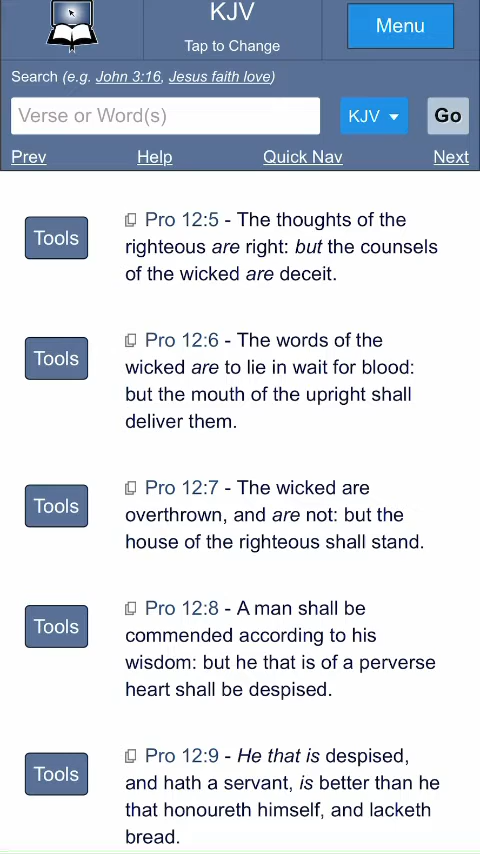 KJV
Tap to Change
Menu
Search (e.g. John 3:16, Jesus faith love)
Verse or Word(s)
KJV
Go
Prev
Help
Quick Nav
Next
Tools
Pro 12:5 - The thoughts of the
righteous are right: but the counsels
of the wicked are deceit.
Tools
Pro 12:6 - The words of the
wicked are to lie in wait for blood:
but the mouth of the upright shall
deliver them.
Tools
Pro 12:7 - The wicked are
overthrown, and are not: but the
house of the righteous shall stand.
Tools
Pro 12:8 - A man shall be
commended according to his
wisdom: but he that is of a perverse
heart shall be despised.
Tools
Pro 12:9 - He that is despised,
and hath a servant, is better than he
that honoureth himself, and lacketh
bread.